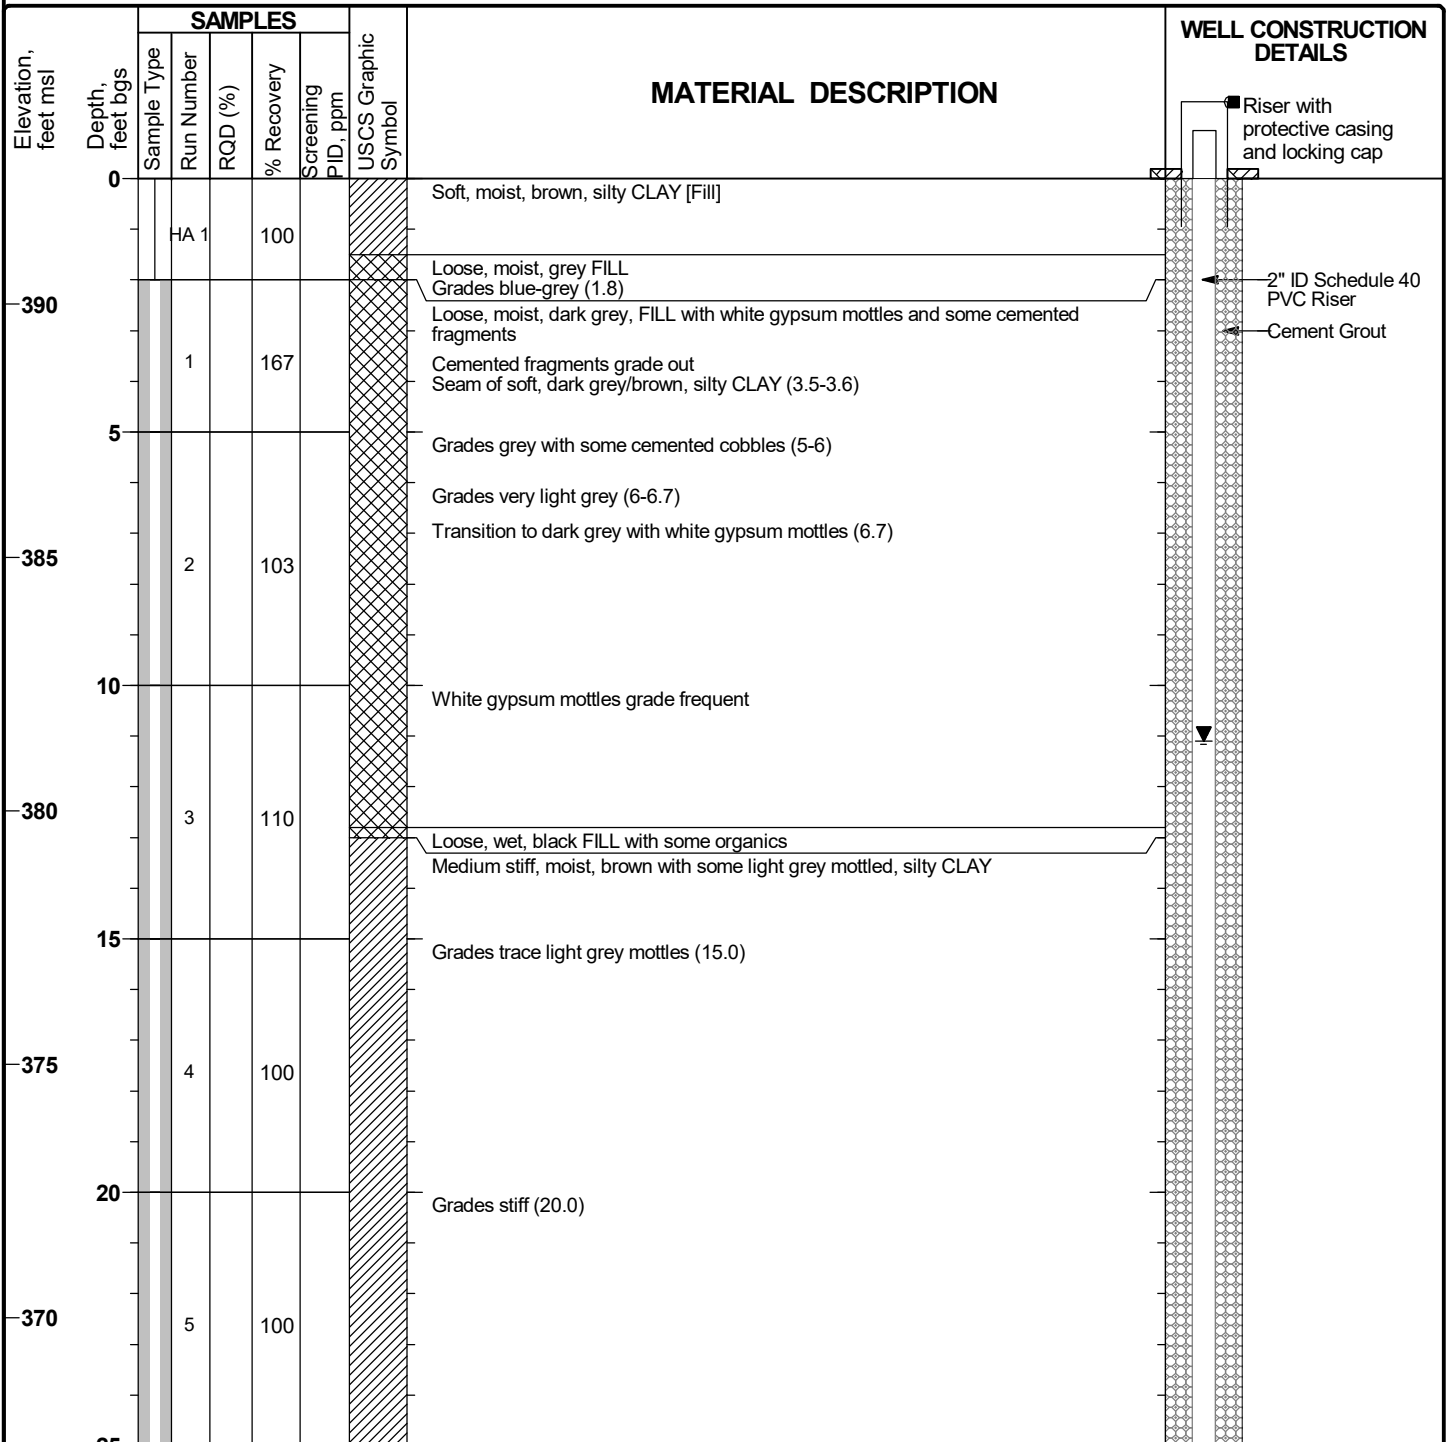 SAMPLES
Elevation,
feet msl
Depth,
feet bgs
Sample Type
Run Number
RQD (%)
% Recovery
Screening
PID, ppm
USCS Graphic
Symbol
MATERIAL DESCRIPTION
WELL CONSTRUCTION
DETAILS
Riser with
protective casing
and locking cap
0
Soft, moist, brown, silty CLAY [Fill]
HA 1
100
Loose, moist, grey FILL
Grades blue-grey (1.8)
2" ID Schedule 40
PVC Riser
390
Loose, moist, dark grey, FILL with white gypsum mottles and some cemented
fragments
Cement Grout
1
167
Cemented fragments grade out
Seam of soft, dark grey/brown, silty CLAY (3.5-3.6)
5
Grades grey with some cemented cobbles (5-6)
Grades very light grey (6-6.7)
Transition to dark grey with white gypsum mottles (6.7)
385
2
103
10
White gypsum mottles grade frequent
380
3
110
Loose, wet, black FILL with some organics
Medium stiff, moist, brown with some light grey mottled, silty CLAY
15
Grades trace light grey mottles (15.0)
375
4
100
20
Grades stiff (20.0)
370
5
100